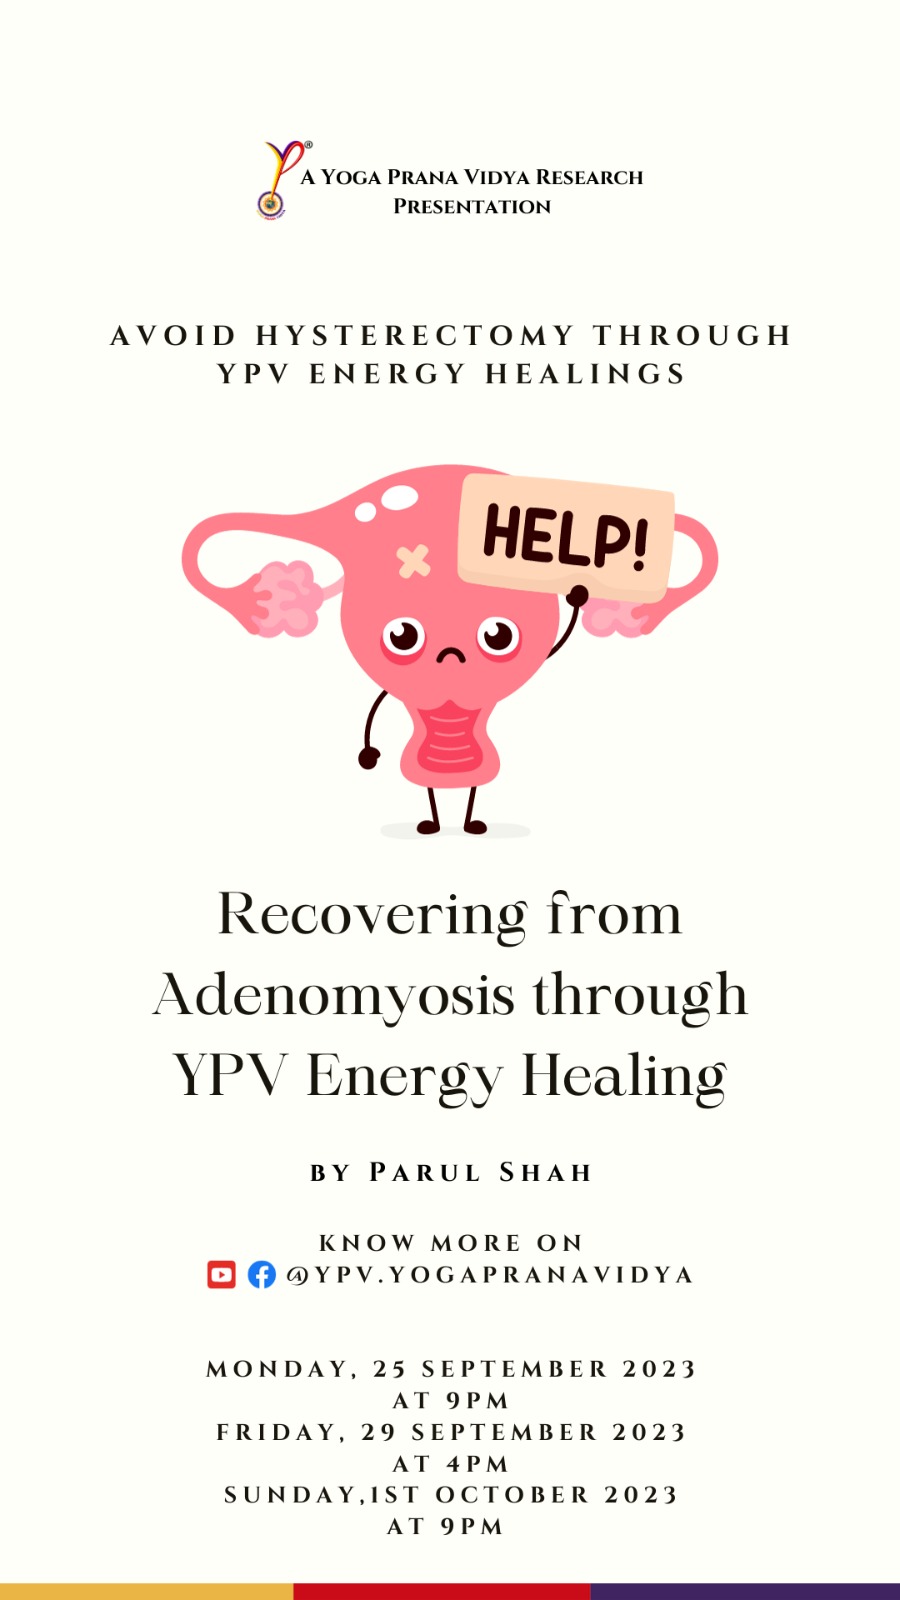 A Yoga Prana Vidya Research
Presentation
AVOID HYSTERECTOMY THROUGH
YPV ENERGY HEALINGS
HELP!
Recovering from
Adenomyosis through
YPV Energy Healing
BY PARUL SHAH
KNOW MORE ON
@YPV.YOGAPRANAVIDYA
MONDAY, 25 SEPTEMBER 2023
AT 9PM
FRIDAY, 29 SEPTEMBER 2023
AT 4PM
SUNDAY,1ST OCTOBER 2023
AT 9PM